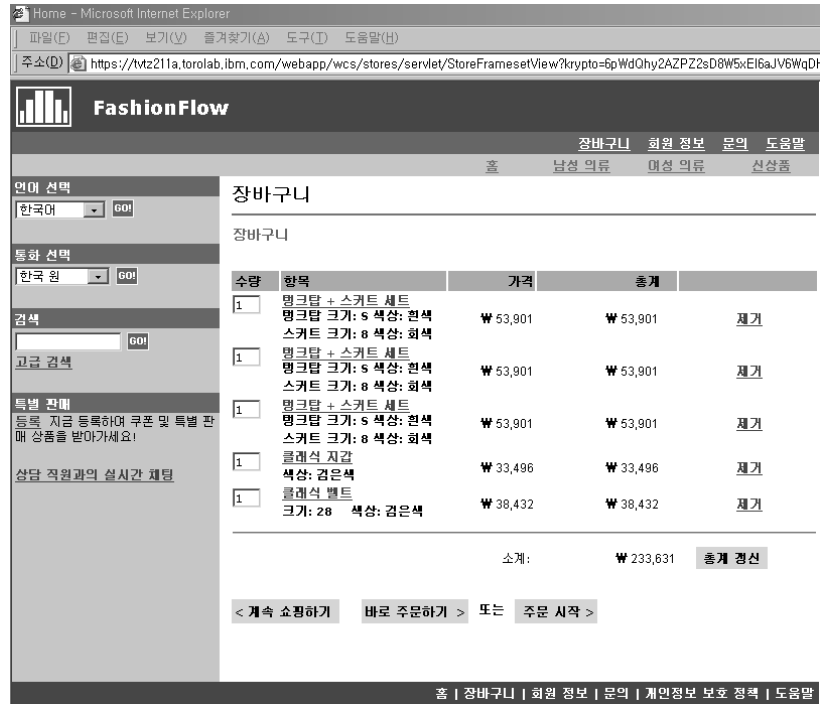 Home - Microsoft Internet Explorer
파일(F) 편집(E) 보기(V) 즐겨찾기(A) 도구(T) 도움말(H)
주소(D) https://tvtz211a.torolab.ibm.com/webapp/wcs/stores/servlet/StoreFramesetView?krypto=6pWdQhy2AZPZ2sD8W5xEl6aJV6WqDH
FashionFlow
장바구니 회원 정보 문의 도움말
홈 남성 의류 여성 의류 신상품
언어 선택
한국어 GO!
통화 선택
한국 원 GO!
검색
GO!
고급 검색
특별 판매
등록 지금 등록하여 쿠폰 및 특별 판
매 상품을 받아가세요!
상담 직원과의 실시간 채팅
장바구니
장바구니
수량 항목 가격 총계
1 탱크탑 + 스커트 세트
탱크탑 크기: S 색상: 흰색
스커트 크기: 8 색상: 회색
₩ 53,901 ₩ 53,901 제거
1 탱크탑 + 스커트 세트
탱크탑 크기: S 색상: 흰색
스커트 크기: 8 색상: 회색
₩ 53,901 ₩ 53,901 제거
1 탱크탑 + 스커트 세트
탱크탑 크기: S 색상: 흰색
스커트 크기: 8 색상: 회색
₩ 53,901 ₩ 53,901 제거
1 클래식 지갑
색상: 검은색
₩ 33,496 ₩ 33,496 제거
1 클래식 벨트
크기: 28 색상: 검은색
₩ 38,432 ₩ 38,432 제거
소계: ₩ 233,631 총계 갱신
< 계속 쇼핑하기 바로 주문하기 > 또는 주문 시작 >
홈 | 장바구니 | 회원 정보 | 문의 | 개인정보 보호 정책 | 도움말